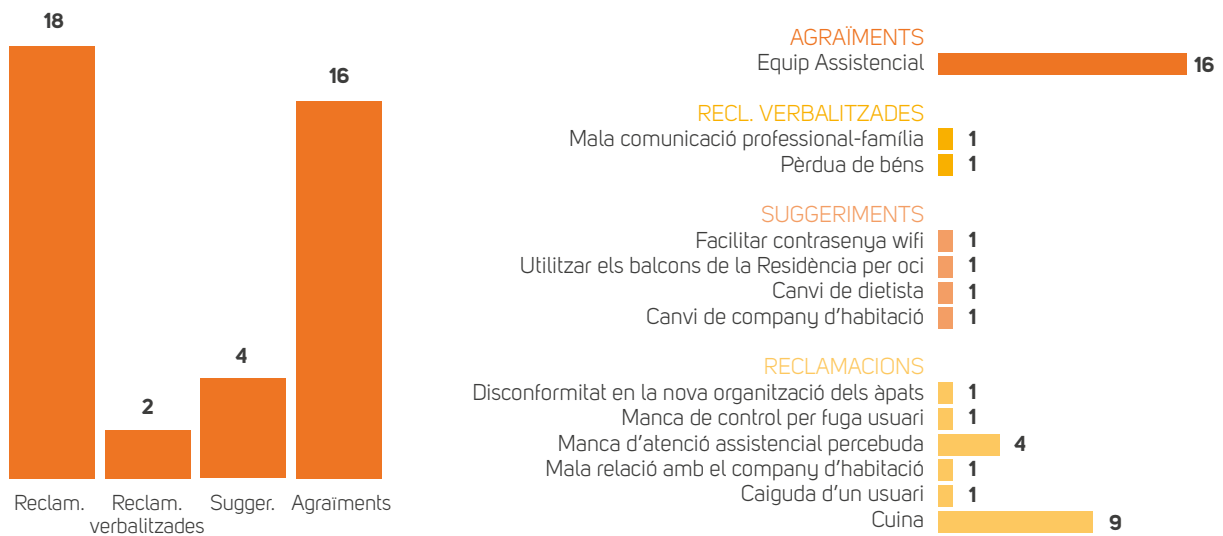 18
2
4
16
Reclam.
Reclam.
verbalitzades
Sugger.
Agraïments
AGRAÏMENTS
Equip Assistencial 16
RECL. VERBALITZADES
Mala comunicació professional-família 1
Pèrdua de béns 1
SUGGERIMENTS
Facilitar contrasenya wifi 1
Utilitzar els balcons de la Residència per oci 1
Canvi de dietista 1
Canvi de company d'habitació 1
RECLAMACIONS
Disconformitat en la nova organització dels àpats 1
Manca de control per fuga usuari 1
Manca d'atenció assistencial percebuda 4
Mala relació amb el company d'habitació 1
Caiguda d'un usuari 1
Cuina 9